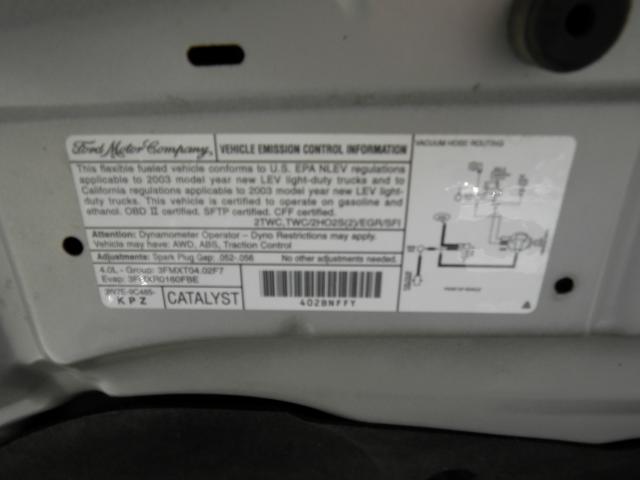 Ford Motor Company,
VEHICLE EMISSION CONTROL INFORMATION
This flexible fueled vehicle conforms to U.S. EPA NLEV regulations
applicable to 2003 model year new LEV light-duty trucks and to
California regulations applicable to 2003 model year new LEV light-
duty trucks. This vehicle is certified to operate on gasoline and
ethanol. OBD II certified. SFTP certified. CFF certified.
2TWC,TWC/2HO2S(2)/EGR/SFI
Attention: Dynamometer Operator – Dyno Restrictions may apply.
Vehicle may have: AWD, ABS, Traction Control
Adjustments: Spark Plug Gap: .052-.056 No other adjustments needed.
4.0L - Group: 3FMXT04.02F7
Evap:
KPZ
CATALYST
402BNFFY
VACUUM HOSE ROUTING